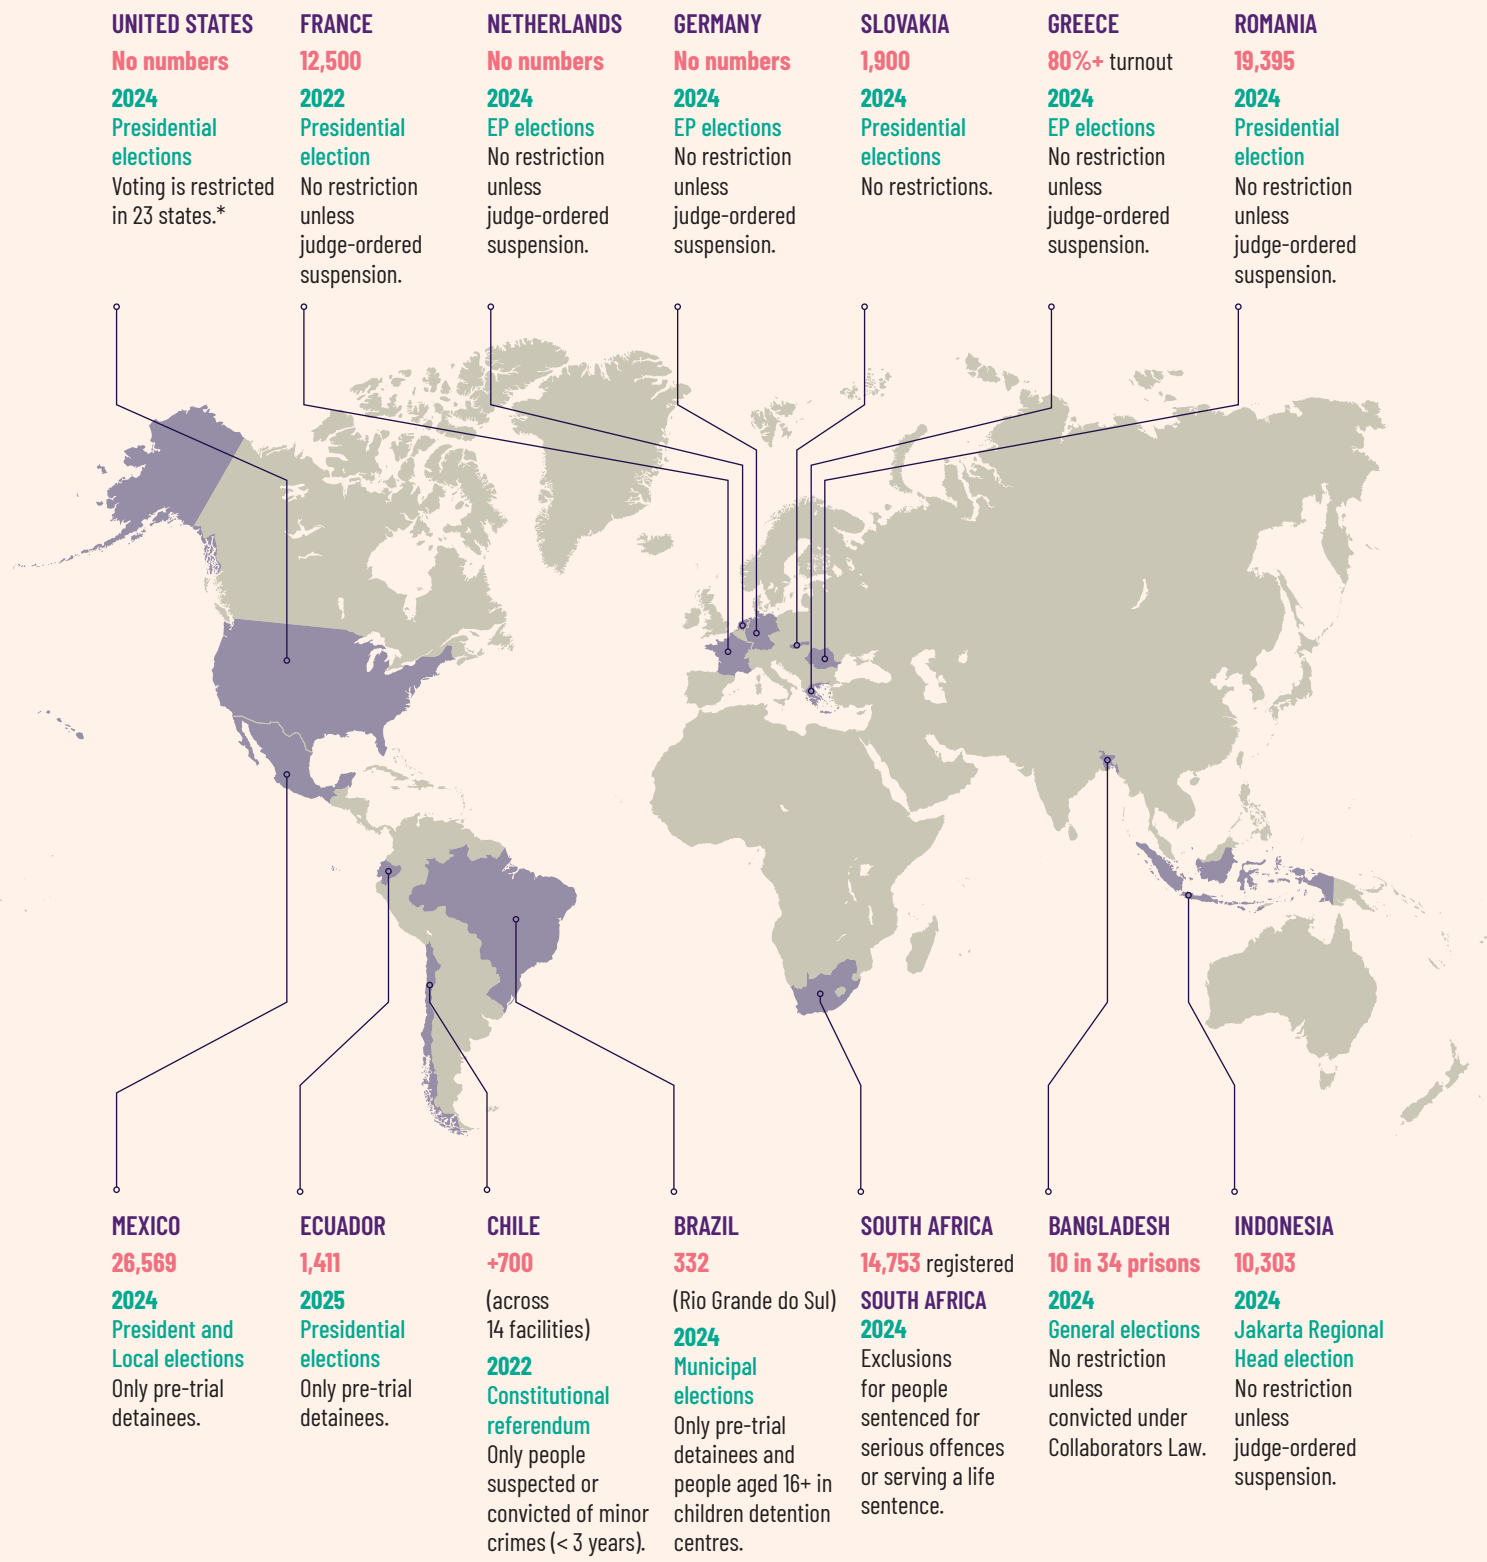 UNITED STATES
No numbers
2024
Presidential
elections
Voting is restricted
in 23 states.*
FRANCE
12,500
2022
Presidential
election
No restriction
unless
judge-ordered
suspension.
NETHERLANDS
No numbers
2024
EP elections
No restriction
unless
judge-ordered
suspension.
GERMANY
No numbers
2024
EP elections
No restriction
unless
judge-ordered
suspension.
SLOVAKIA
1,900
2024
Presidential
elections
No restrictions.
GREECE
80%+ turnout
2024
EP elections
No restriction
unless
judge-ordered
suspension.
ROMANIA
19,395
2024
Presidential
election
No restriction
unless
judge-ordered
suspension.
MEXICO
26,569
2024
President and
Local elections
Only pre-trial
detainees.
ECUADOR
1,411
2025
Presidential
elections
Only pre-trial
detainees.
CHILE
+700
(across
14 facilities)
2022
Constitutional
referendum
Only people
suspected or
convicted of minor
crimes (< 3 years).
BRAZIL
332
(Rio Grande do Sul)
2024
Municipal
elections
Only pre-trial
detainees and
people aged 16+ in
children detention
centres.
SOUTH AFRICA
14,753 registered
SOUTH AFRICA
2024
Exclusions
for people
sentenced for
serious offences
or serving a life
sentence.
BANGLADESH
10 in 34 prisons
2024
General elections
No restriction
unless
convicted under
Collaborators Law.
INDONESIA
10,303
2024
Jakarta Regional
Head election
No restriction
unless
judge-ordered
suspension.